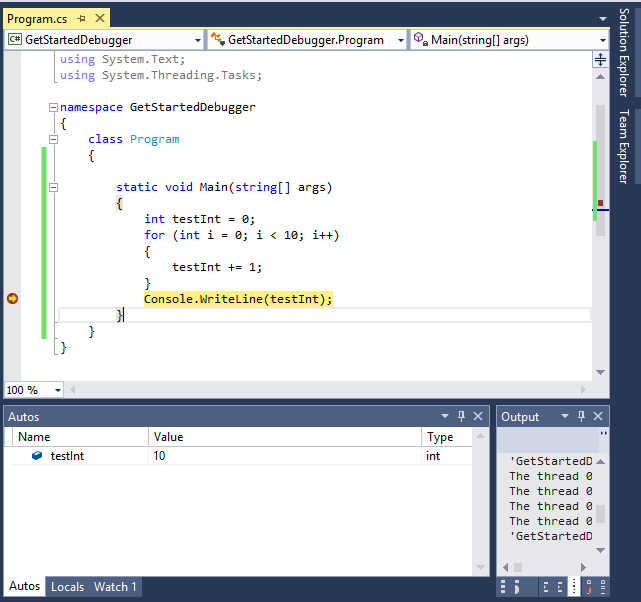 Program.cs
GetStartedDebugger
GetStartedDebugger.Program
Main(string[] args)
Solution Explorer
Team Explorer
using System.Text;
using System.Threading.Tasks;
namespace GetStartedDebugger
{
class Program
{
static void Main(string[] args)
{
int testInt = 0;
for (int i = 0; i < 10; i++)
{
testInt += 1;
}
Console.WriteLine(testInt);
}
}
}
100 %
Autos
Name Value Type
testInt 10 int
Autos Locals Watch 1
Output
'GetStartedD
The thread 0
The thread 0
The thread 0
The thread 0
'GetStartedD